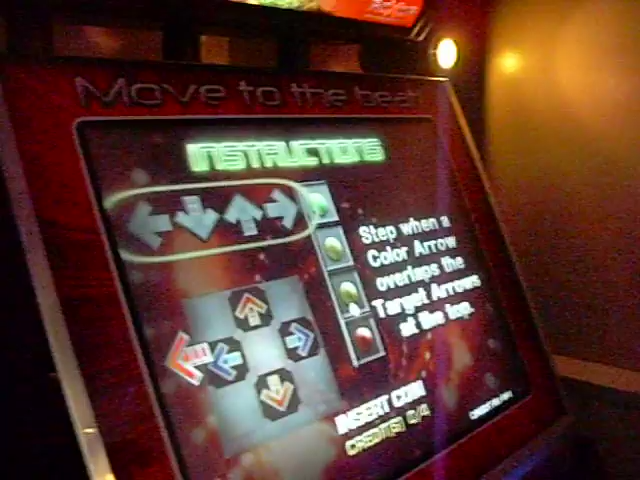 Move to the beat!
INSTRUCTIONS
Step when a
Color Arrow
overlaps the
Target Arrows
at the top.
INSERT COIN
CREDIT(S) 0/4